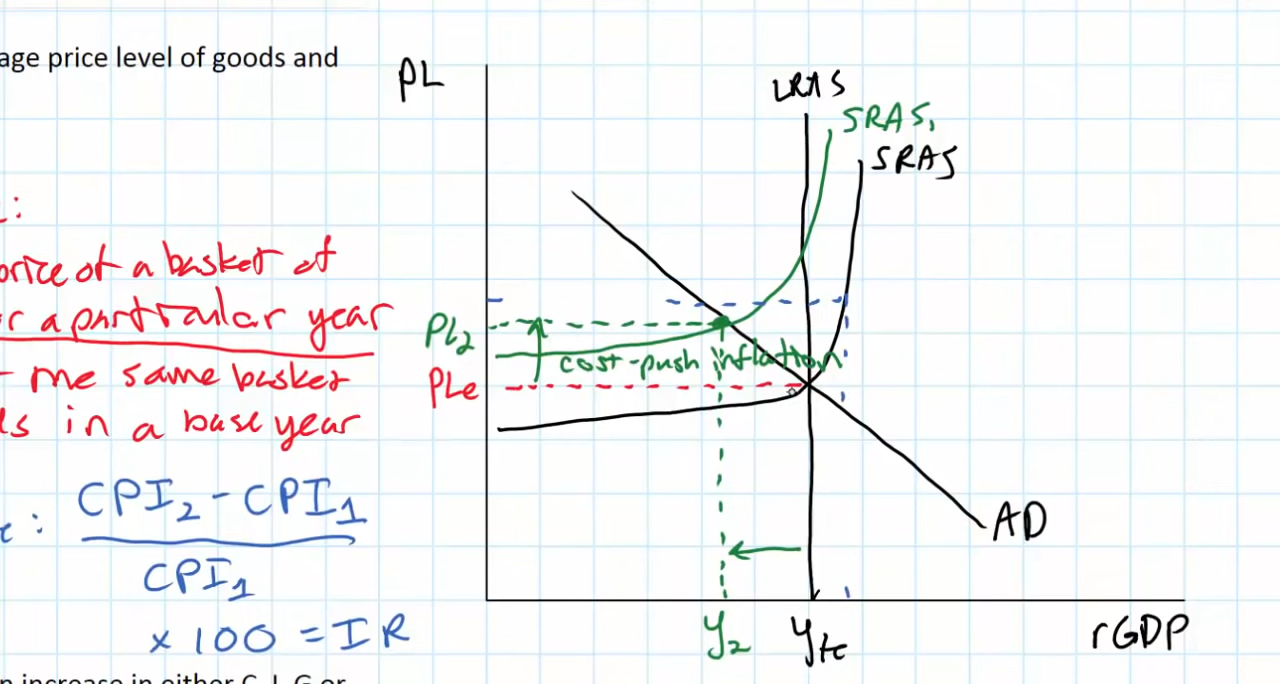 age price level of goods and
:
price of a basket of
r a particular year
me same basket
ds in a base year
: CPI₂ - CPI₁
CPI₁
x 100 = IR
n increase in either C, I, G or
PL
LRAS
SRAS₁
SRAS
PL₂
cost-push inflation
PLe
AD
y₂
yfe
rGDP